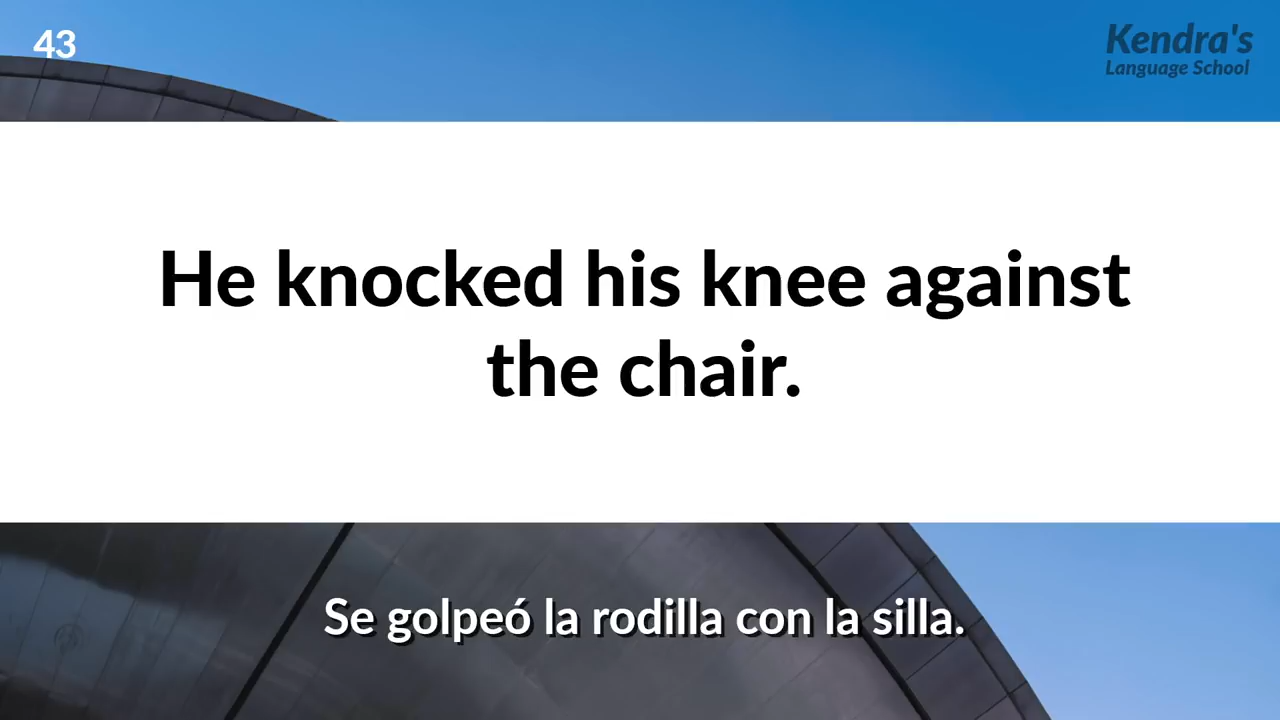 43
Kendra's
Language School
He knocked his knee against
the chair.
Se golpeó la rodilla con la silla.